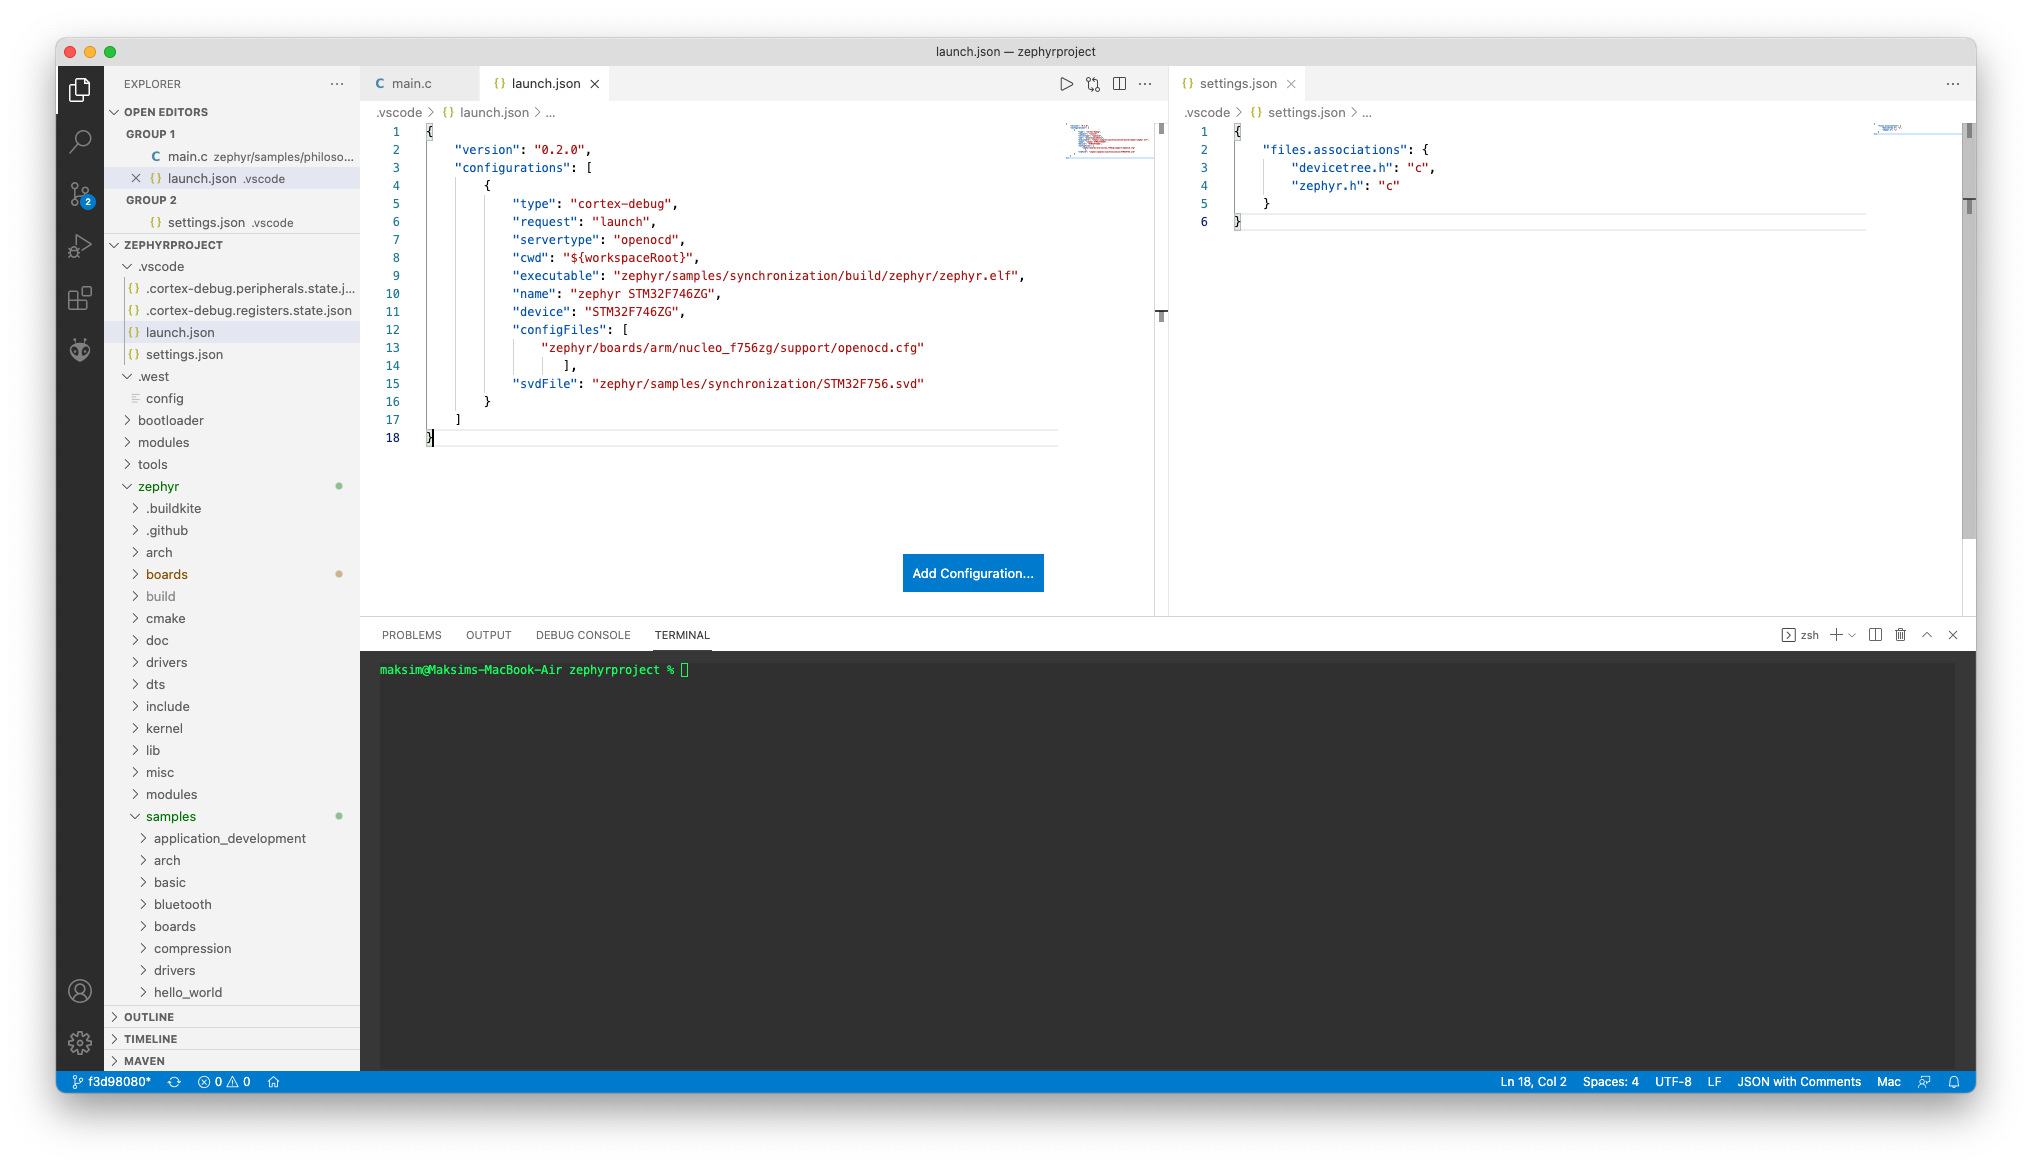 launch.json — zephyrproject
EXPLORER
OPEN EDITORS
GROUP 1
C main.c zephyr/samples/philoso...
{} launch.json .vscode
GROUP 2
{} settings.json .vscode
ZEPHYRPROJECT
.vscode
{} .cortex-debug.peripherals.state.j...
{} .cortex-debug.registers.state.json
{} launch.json
{} settings.json
.west
config
bootloader
modules
tools
zephyr
.buildkite
.github
arch
boards
build
cmake
doc
drivers
dts
include
kernel
lib
misc
modules
samples
application_development
arch
basic
bluetooth
boards
compression
drivers
hello_world
OUTLINE
TIMELINE
MAVEN
2
C main.c
{} launch.json
.vscode > {} launch.json > ...
1 {
2 "version": "0.2.0",
3 "configurations": [
4 {
5 "type": "cortex-debug",
6 "request": "launch",
7 "servertype": "openocd",
8 "cwd": "${workspaceRoot}",
9 "executable": "zephyr/samples/synchronization/build/zephyr/zephyr.elf",
10 "name": "zephyr STM32F746ZG",
11 "device": "STM32F746ZG",
12 "configFiles": [
13 "zephyr/boards/arm/nucleo_f756zg/support/openocd.cfg"
14 ],
15 "svdFile": "zephyr/samples/synchronization/STM32F756.svd"
16 }
17 ]
18 }
Add Configuration...
{} settings.json
.vscode > {} settings.json > ...
1 {
2 "files.associations": {
3 "devicetree.h": "c",
4 "zephyr.h": "c"
5 }
6 }
PROBLEMS OUTPUT DEBUG CONSOLE TERMINAL
zsh
maksim@Maksims-MacBook-Air zephyrproject %
f3d98080* 0 0
Ln 18, Col 2 Spaces: 4 UTF-8 LF JSON with Comments Mac